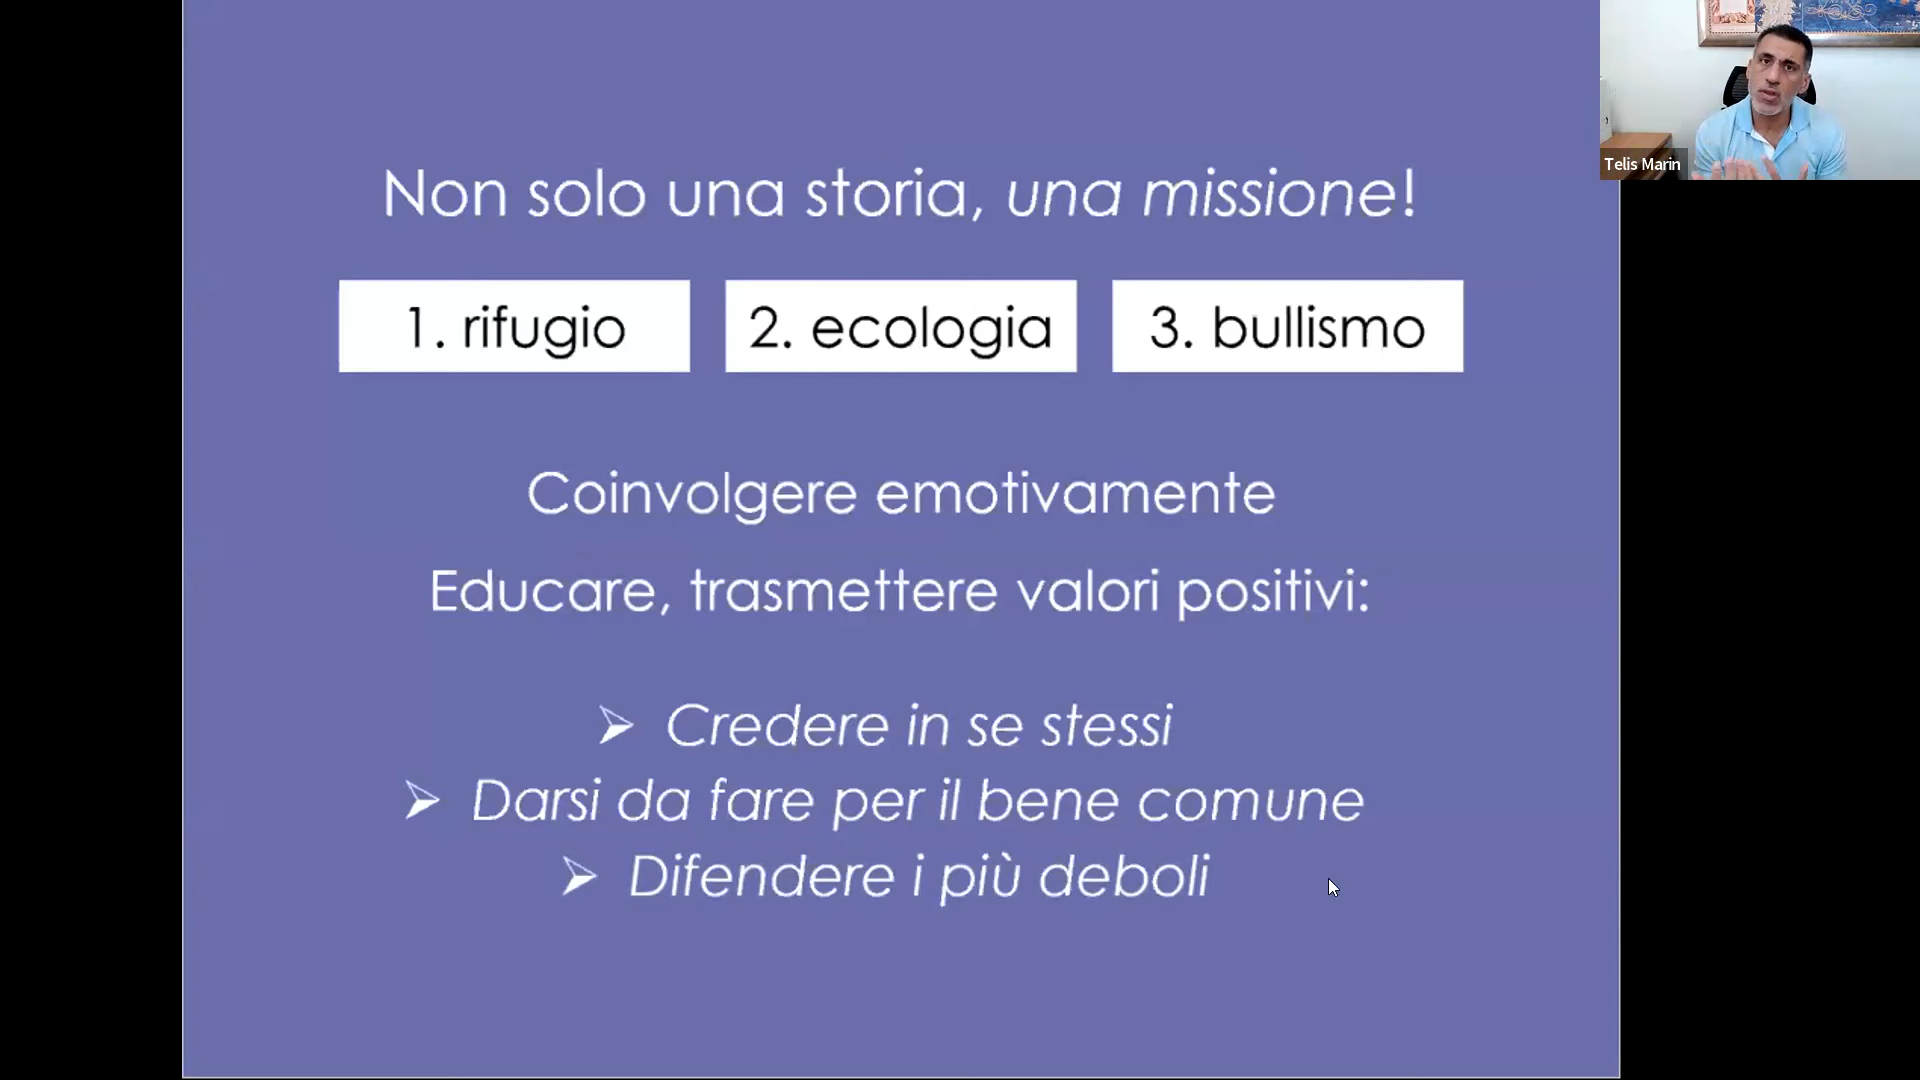 Non solo una storia, una missione!
1. rifugio
2. ecologia
3. bullismo
Coinvolgere emotivamente
Educare, trasmettere valori positivi:
➢ Credere in se stessi
➢ Darsi da fare per il bene comune
➢ Difendere i più deboli
Telis Marin